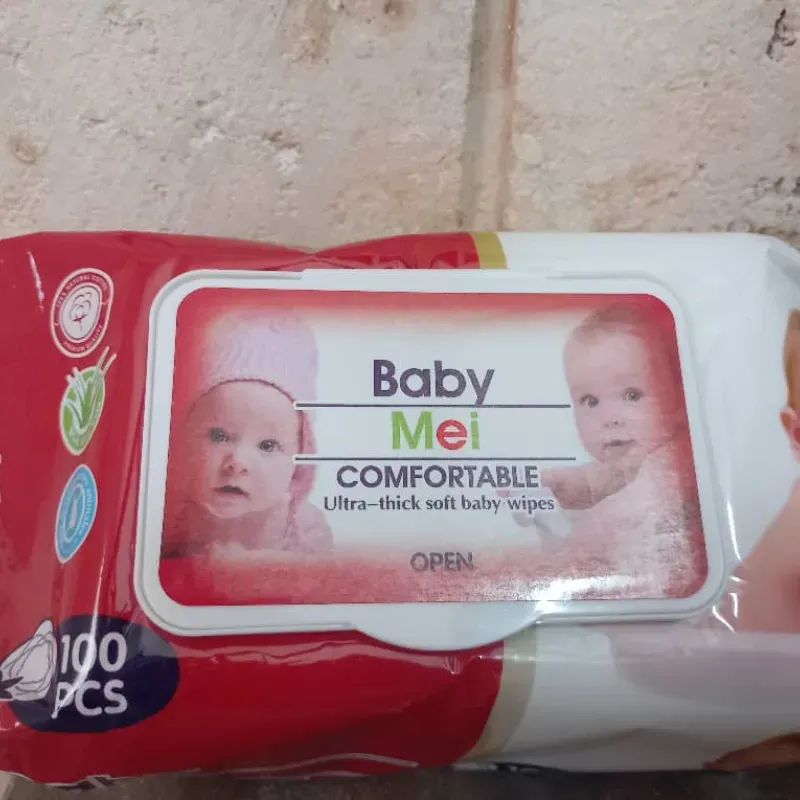 Baby
Mei
COMFORTABLE
Ultra-thick soft baby wipes
OPEN
100
PCS